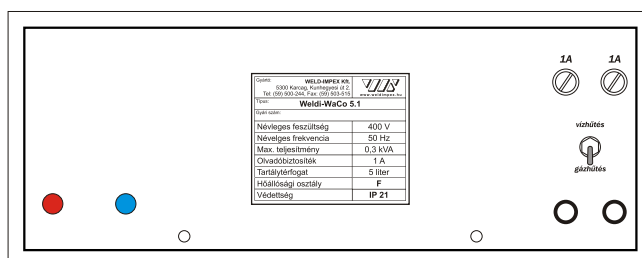 Gyártó: WELD-IMPEX Kft.
5300 Karcag, Kunhegyesi út 2.
Tel: (59) 500-244, Fax: (59) 503-515
www.weldimpex.hu
Típus: Weldi-WaCo 5.1
Gyári szám:
Névleges feszültség 400 V
Névelges frekvencia 50 Hz
Max. teljesítmény 0,3 kVA
Olvadóbiztosíték 1 A
Tartálytérfogat 5 liter
Hőállósági osztály F
Védettség IP 21
1A 1A
vízhűtés
gázhűtés